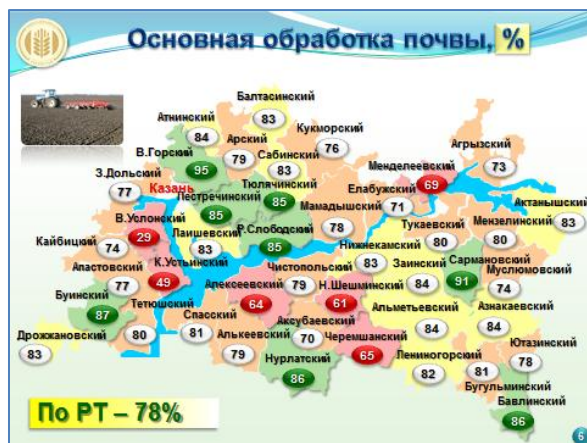 Основная обработка почвы, %
Балтасинский
83
Атнинский
84
Кукморский
76
Арский
79
Сабинский
83
В.Горский
95
Агрызский
73
Менделеевский
69
З.Дольский
77
Казань
Тюлячинский
85
Пестречинский
85
Елабужский
71
Мамадышский
78
Актанышский
83
В.Услонский
29
Лаишевский
83
Р.Слободский
85
Тукаевский
80
Мензелинский
80
Кайбицкий
74
Нижнекамский
83
Заинский
84
Сармановский
91
Муслюмовский
74
Апастовский
77
К.Устьинский
49
Чистопольский
79
Алексеевский
64
Н.Шешминский
61
Буинский
87
Тетюшский
80
Спасский
81
Аксубаевский
70
Альметьевский
84
Азнакаевский
84
Дрожжановский
83
Алькеевский
79
Черемшанский
65
Нурлатский
86
Лениногорский
82
Ютазинский
78
Бугульминский
81
Бавлинский
86
По РТ – 78%